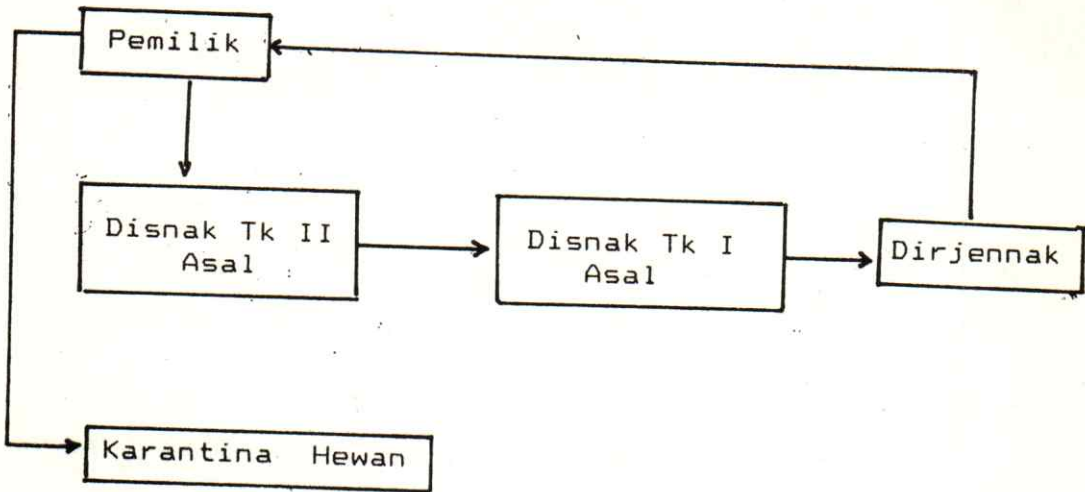 Pemilik
Disnak Tk II
Asal
Disnak Tk I
Asal
Dirjennak
Karantina Hewan